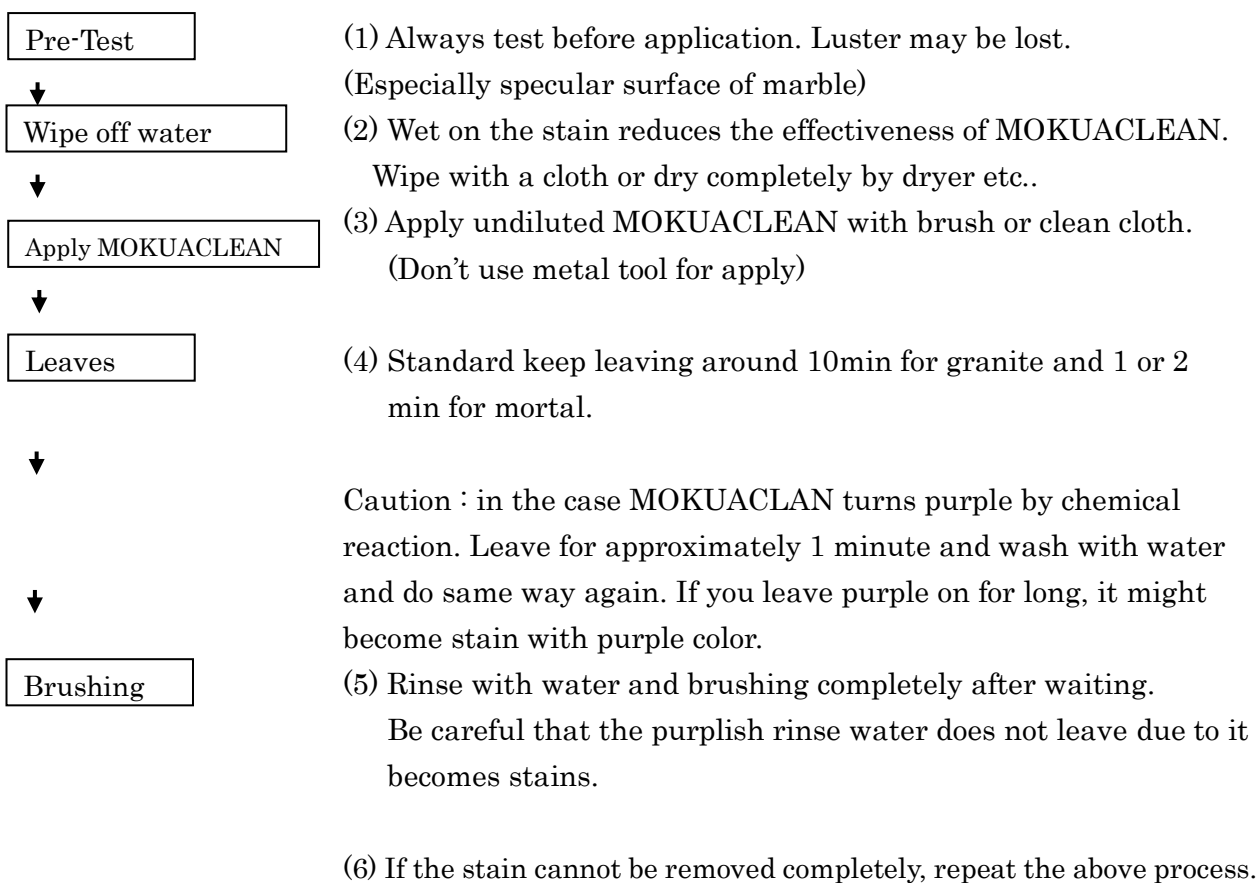 Pre-Test
(1) Always test before application. Luster may be lost.
(Especially specular surface of marble)
Wipe off water
(2) Wet on the stain reduces the effectiveness of MOKUACLEAN.
Wipe with a cloth or dry completely by dryer etc..
Apply MOKUACLEAN
(3) Apply undiluted MOKUACLEAN with brush or clean cloth.
(Don't use metal tool for apply)
Leaves
(4) Standard keep leaving around 10min for granite and 1 or 2
min for mortal.
Caution : in the case MOKUACLAN turns purple by chemical
reaction. Leave for approximately 1 minute and wash with water
and do same way again. If you leave purple on for long, it might
become stain with purple color.
Brushing
(5) Rinse with water and brushing completely after waiting.
Be careful that the purplish rinse water does not leave due to it
becomes stains.
(6) If the stain cannot be removed completely, repeat the above process.